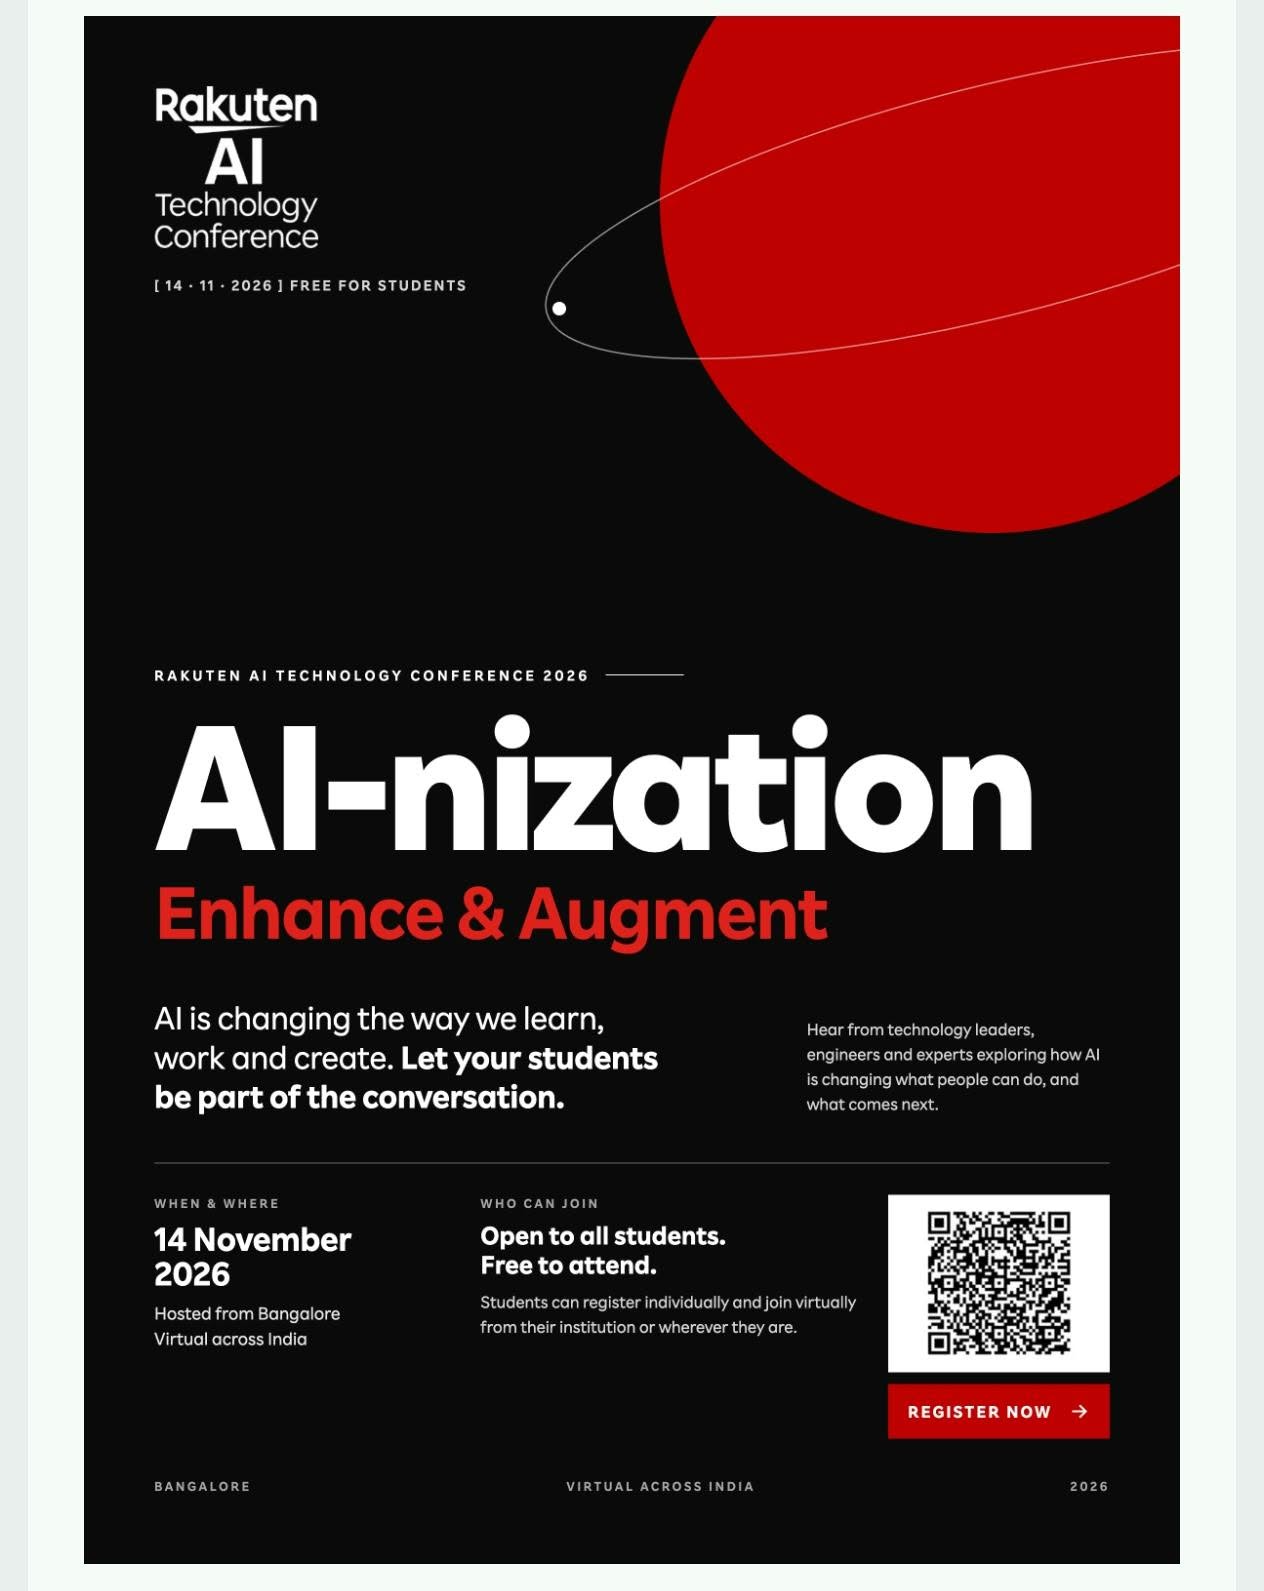 Rakuten
AI
Technology
Conference
[ 14 · 11 · 2026 ] FREE FOR STUDENTS
RAKUTEN AI TECHNOLOGY CONFERENCE 2026
AI-nization
Enhance & Augment
AI is changing the way we learn,
work and create. Let your students
be part of the conversation.
Hear from technology leaders,
engineers and experts exploring how AI
is changing what people can do, and
what comes next.
WHEN & WHERE
14 November
2026
Hosted from Bangalore
Virtual across India
WHO CAN JOIN
Open to all students.
Free to attend.
Students can register individually and join virtually
from their institution or wherever they are.
REGISTER NOW →
BANGALORE
VIRTUAL ACROSS INDIA
2026